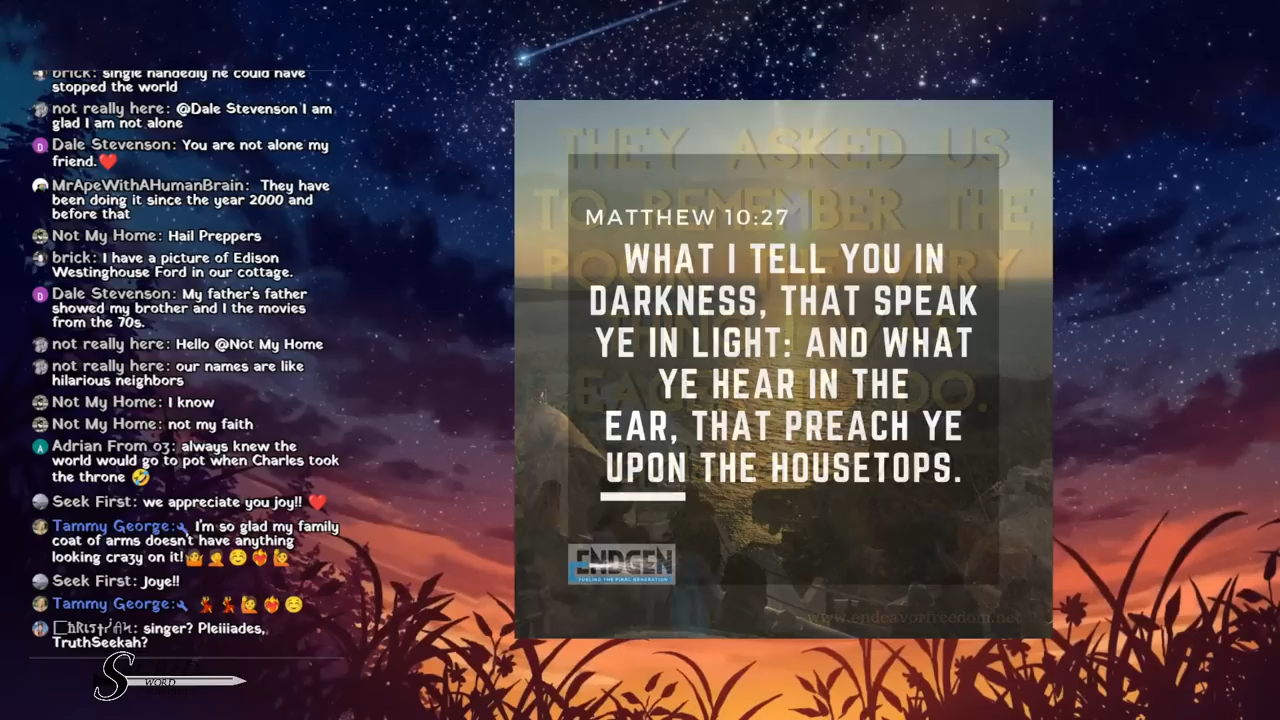 brick: single handedly he could have
stopped the world
not really here: @Dale Stevenson I am
glad I am not alone
D
Dale Stevenson: You are not alone my
friend.❤️
MrApeWithAHumanBrain: They have
been doing it since the year 2000 and
before that
Not My Home: Hail Preppers
brick: I have a picture of Edison
Westinghouse Ford in our cottage.
D
Dale Stevenson: My father's father
showed my brother and I the movies
from the 70s.
not really here: Hello @Not My Home
not really here: our names are like
hilarious neighbors
Not My Home: I know
Not My Home: not my faith
A
Adrian From 03: always knew the
world would go to pot when Charles took
the throne 🤣
Seek First: we appreciate you joy!! ❤️
Tammy George: I'm so glad my family
coat of arms doesn't have anything
looking crazy on it!🤷🤦☺️❤️‍🔥🙋
Seek First: Joye!!
Tammy George: 💃💃🙋❤️‍🔥☺️
singer? Pleiiiades,
TruthSeekah?
SWORD
THEY ASKED US
TO REMEMBER THE
MATTHEW 10:27
WHAT I TELL YOU IN
DARKNESS, THAT SPEAK
YE IN LIGHT: AND WHAT
YE HEAR IN THE
EAR, THAT PREACH YE
UPON THE HOUSETOPS.
ENDGEN
FUELING THE FINAL GENERATION
www.endeavorfreedom.net